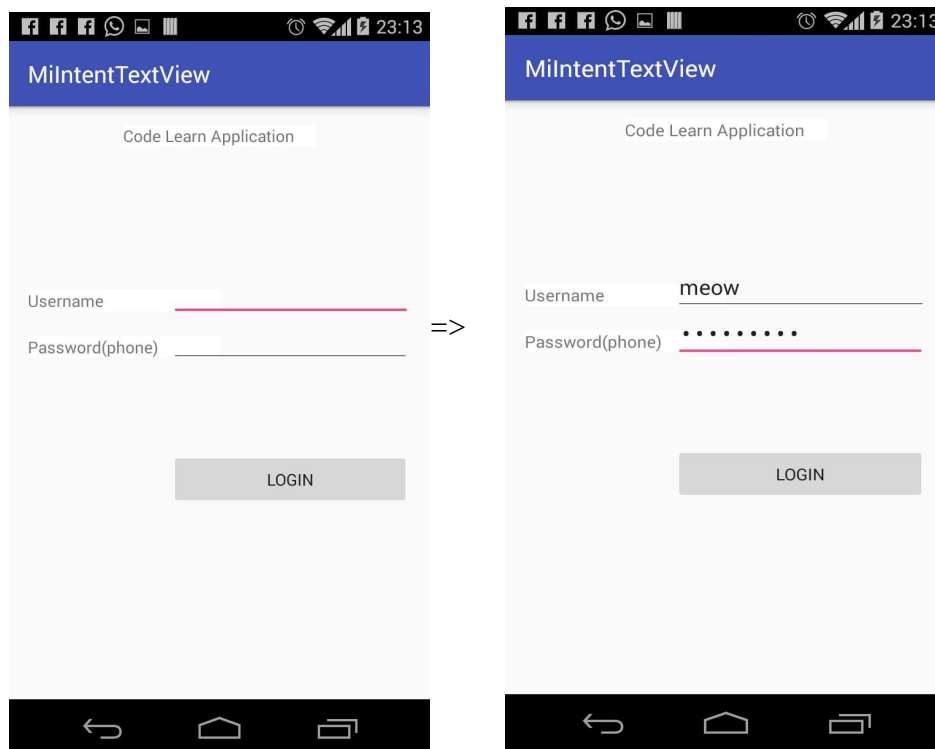 23:13
MiIntentTextView
Code Learn Application
Username
Password(phone)
LOGIN
=>
23:13
MiIntentTextView
Code Learn Application
Username meow
Password(phone) •••••••••
LOGIN